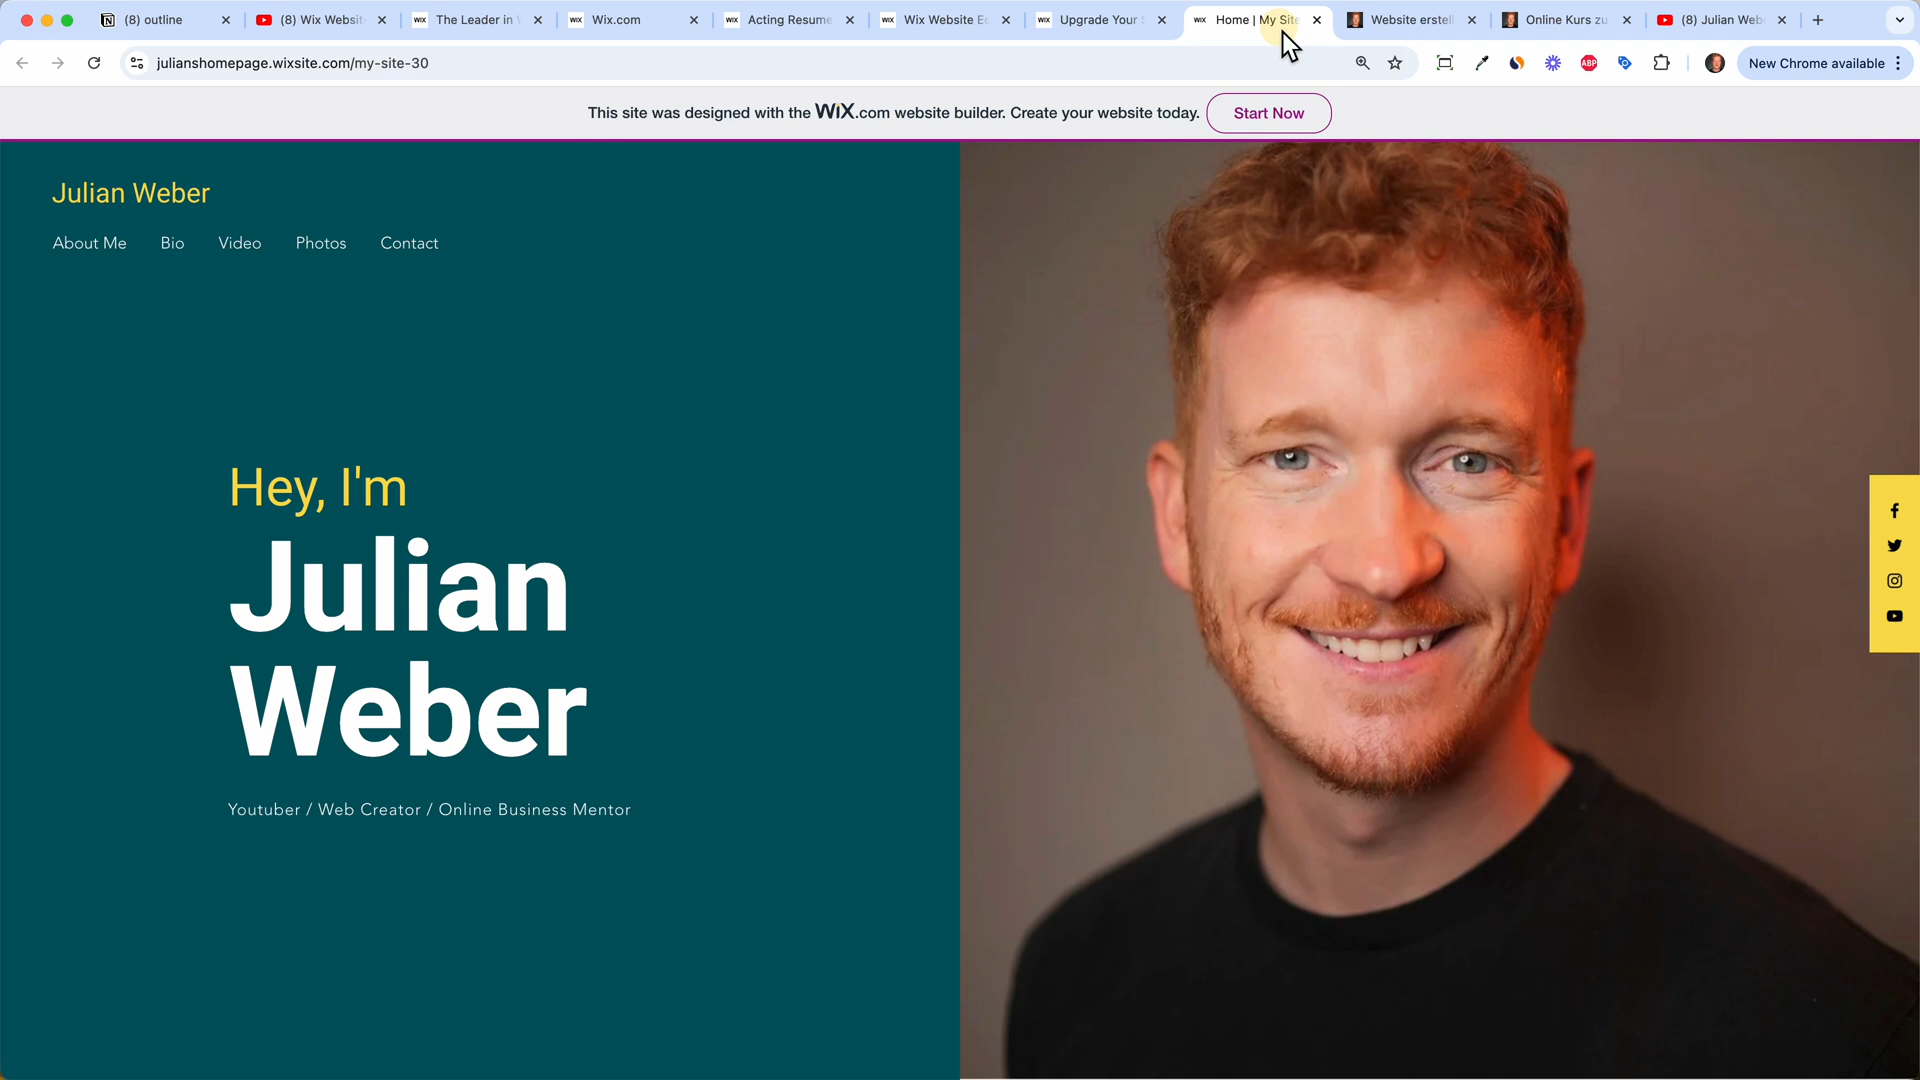 (8) outline
(8) Wix Websit
The Leader in
Wix.com
Acting Resume
Wix Website Ed
Upgrade Your S
Home | My Site
Website erstell
Online Kurs zu
(8) Julian Web
julianshomepage.wixsite.com/my-site-30
ABP
New Chrome available
This site was designed with the WiX.com website builder. Create your website today.
Start Now
Julian Weber
About Me Bio Video Photos Contact
Hey, I'm
Julian
Weber
Youtuber / Web Creator / Online Business Mentor